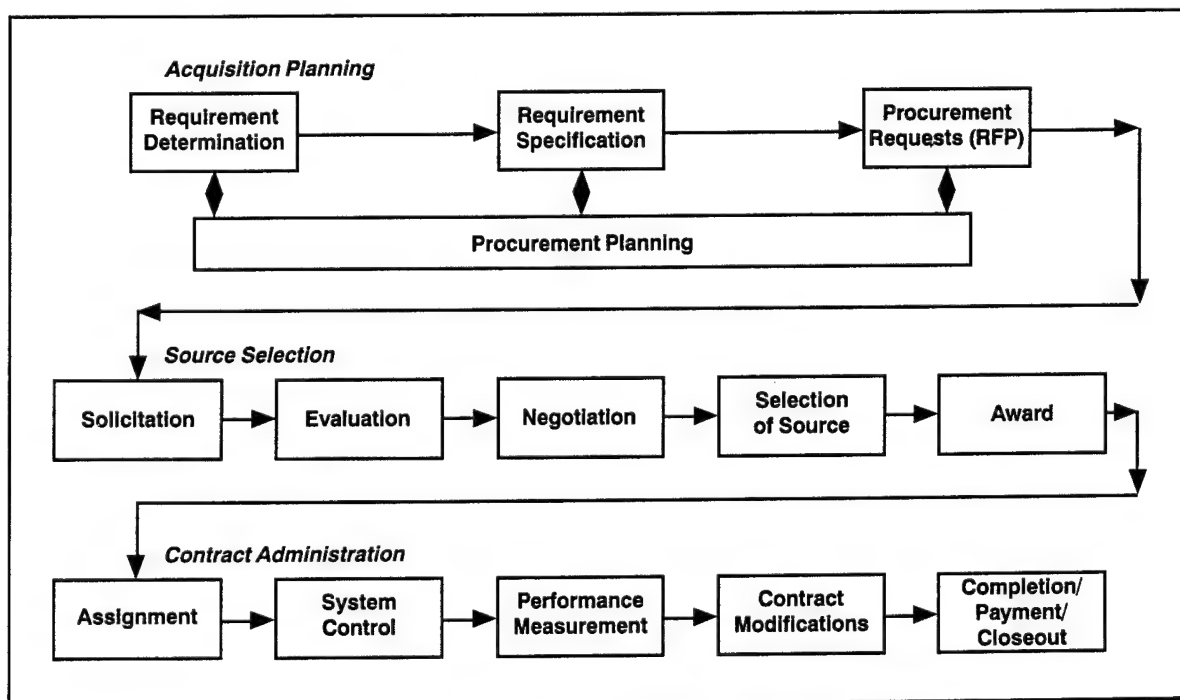 Acquisition Planning
Requirement
Determination
Requirement
Specification
Procurement
Requests (RFP)
Procurement Planning
Source Selection
Solicitation
Evaluation
Negotiation
Selection
of Source
Award
Contract Administration
Assignment
System
Control
Performance
Measurement
Contract
Modifications
Completion/
Payment/
Closeout